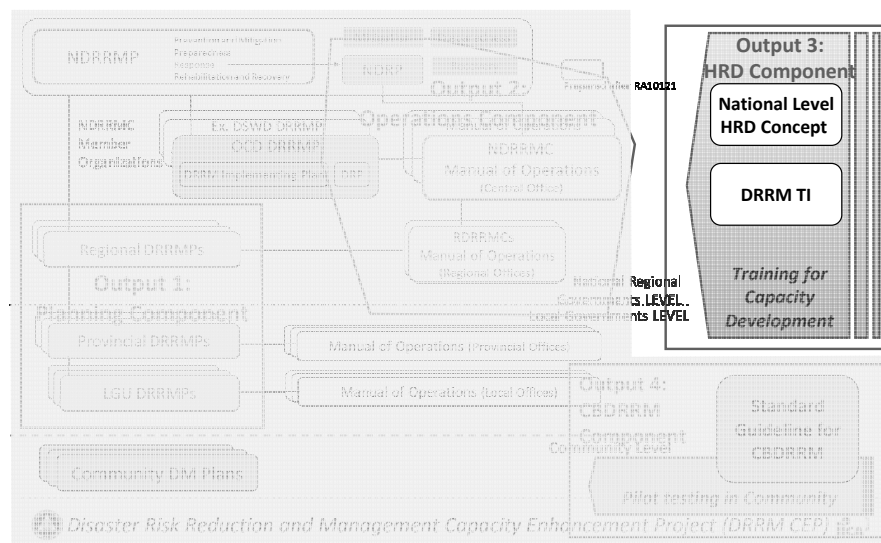 NDRRMP
Prevention and Mitigation
Preparedness
Response
Rehabilitation and Recovery
NDRP
Prepared after RA10121
Output 2:
Operations Component
NDRRMC
Member
Organizations
Ex. DSWD DRRMP
OCD DRRMP
DRRM Implementing Plan
DRP
Manual of Operations
NDRRMC
Manual of Operations
(Central Office)
RDRRMCs
Manual of Operations
(Regional Offices)
Regional DRRMPs
Output 1:
Planning Component
National Regional
Governments LEVEL
Local Governments LEVEL
Provincial DRRMPs
Manual of Operations (Provincial Offices)
LGU DRRMPs
Manual of Operations (Local Offices)
Output 3:
HRD Component
National Level
HRD Concept
DRRM TI
Training for
Capacity
Development
Output 4:
CBDRRM
Component
Community Level
Standard
Guideline for
CBDRRM
Pilot testing in Community
Community DM Plans
Disaster Risk Reduction and Management Capacity Enhancement Project (DRRM CEP)